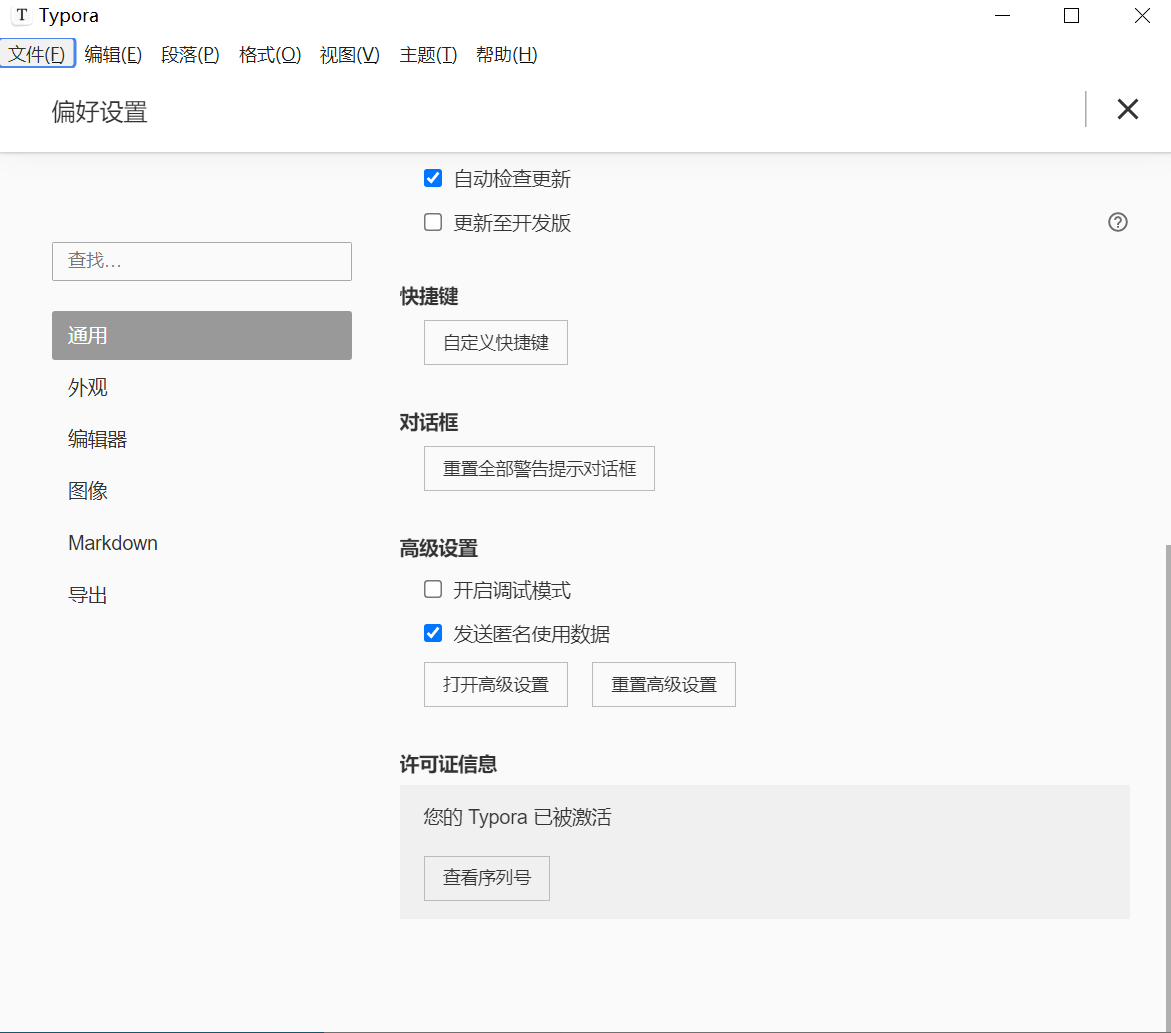 Typora
文件(F) 编辑(E) 段落(P) 格式(O) 视图(V) 主题(T) 帮助(H)
偏好设置
查找...
通用
外观
编辑器
图像
Markdown
导出
自动检查更新
更新至开发版
快捷键
自定义快捷键
对话框
重置全部警告提示对话框
高级设置
开启调试模式
发送匿名使用数据
打开高级设置 重置高级设置
许可证信息
您的 Typora 已被激活
查看序列号